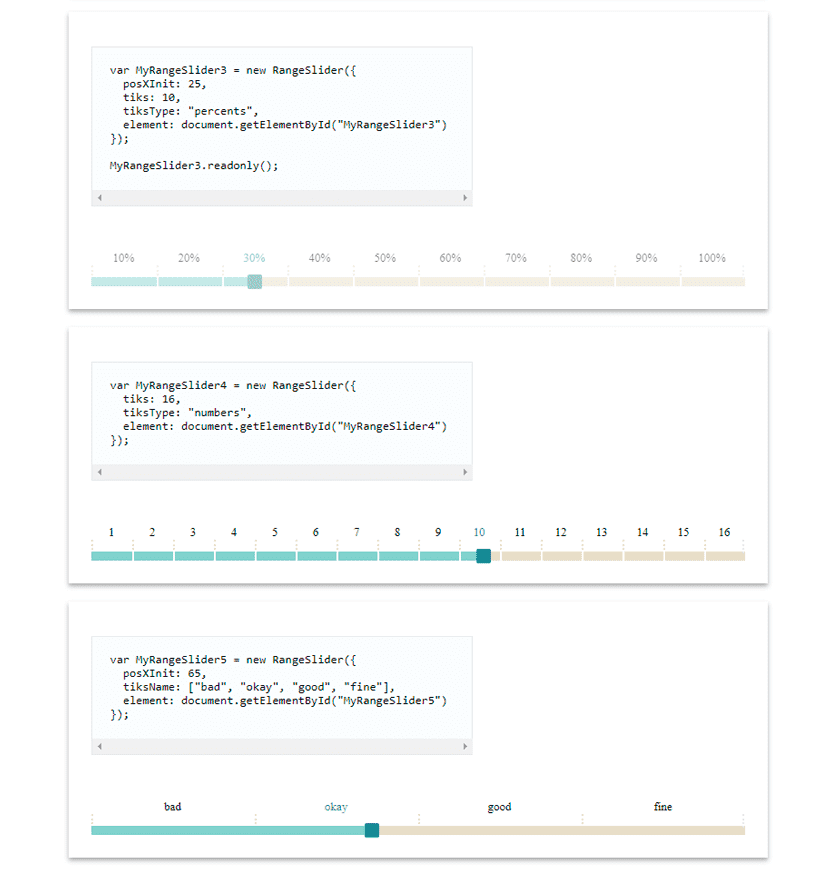 var MyRangeSlider3 = new RangeSlider({
  posXInit: 25,
  tiks: 10,
  tiksType: "percents",
  element: document.getElementById("MyRangeSlider3")
});

MyRangeSlider3.readonly();
10% 20% 30% 40% 50% 60% 70% 80% 90% 100%
var MyRangeSlider4 = new RangeSlider({
  tiks: 16,
  tiksType: "numbers",
  element: document.getElementById("MyRangeSlider4")
});
1 2 3 4 5 6 7 8 9 10 11 12 13 14 15 16
var MyRangeSlider5 = new RangeSlider({
  posXInit: 65,
  tiksName: ["bad", "okay", "good", "fine"],
  element: document.getElementById("MyRangeSlider5")
});
bad okay good fine